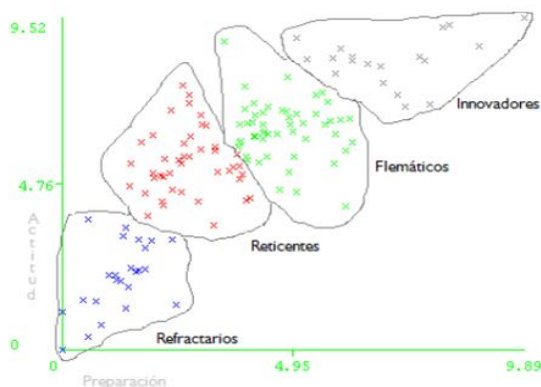 9.52
Innovadores
Flemáticos
4.76
Actitud
Reticentes
Refractarios
0
0
4.95
9.89
Preparación